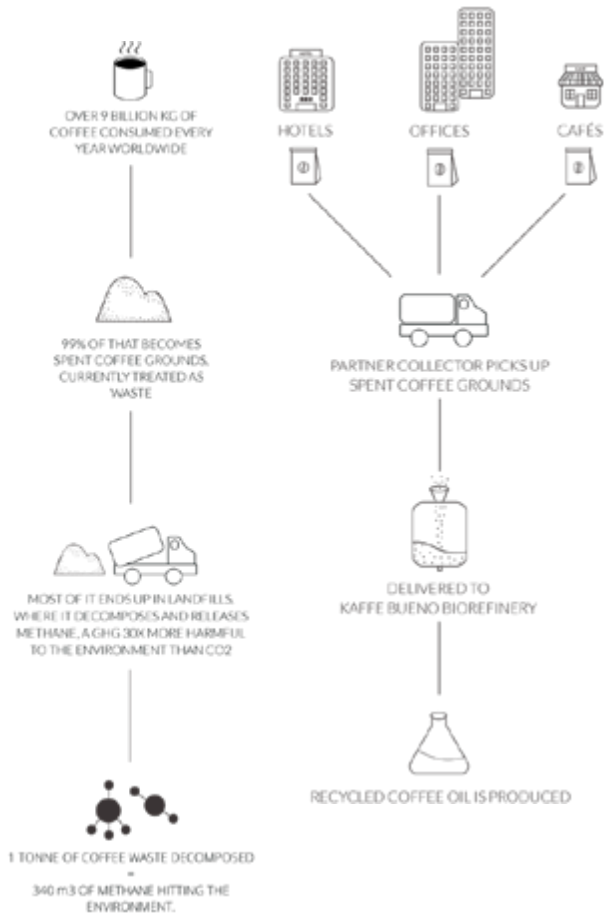 OVER 9 BILLION KG OF
COFFEE CONSUMED EVERY
YEAR WORLDWIDE
99% OF THAT BECOMES
SPENT COFFEE GROUNDS,
CURRENTLY TREATED AS
WASTE
MOST OF IT ENDS UP IN LANDFILLS,
WHERE IT DECOMPOSES AND RELEASES
METHANE, A GHG 30X MORE HARMFUL
TO THE ENVIRONMENT THAN CO2
1 TONNE OF COFFEE WASTE DECOMPOSED
=
340 m3 OF METHANE HITTING THE
ENVIRONMENT.
HOTEL
HOTELS
OFFICES
CAFÉS
PARTNER COLLECTOR PICKS UP
SPENT COFFEE GROUNDS
DELIVERED TO
KAFFE BUENO BIOREFINERY
RECYCLED COFFEE OIL IS PRODUCED